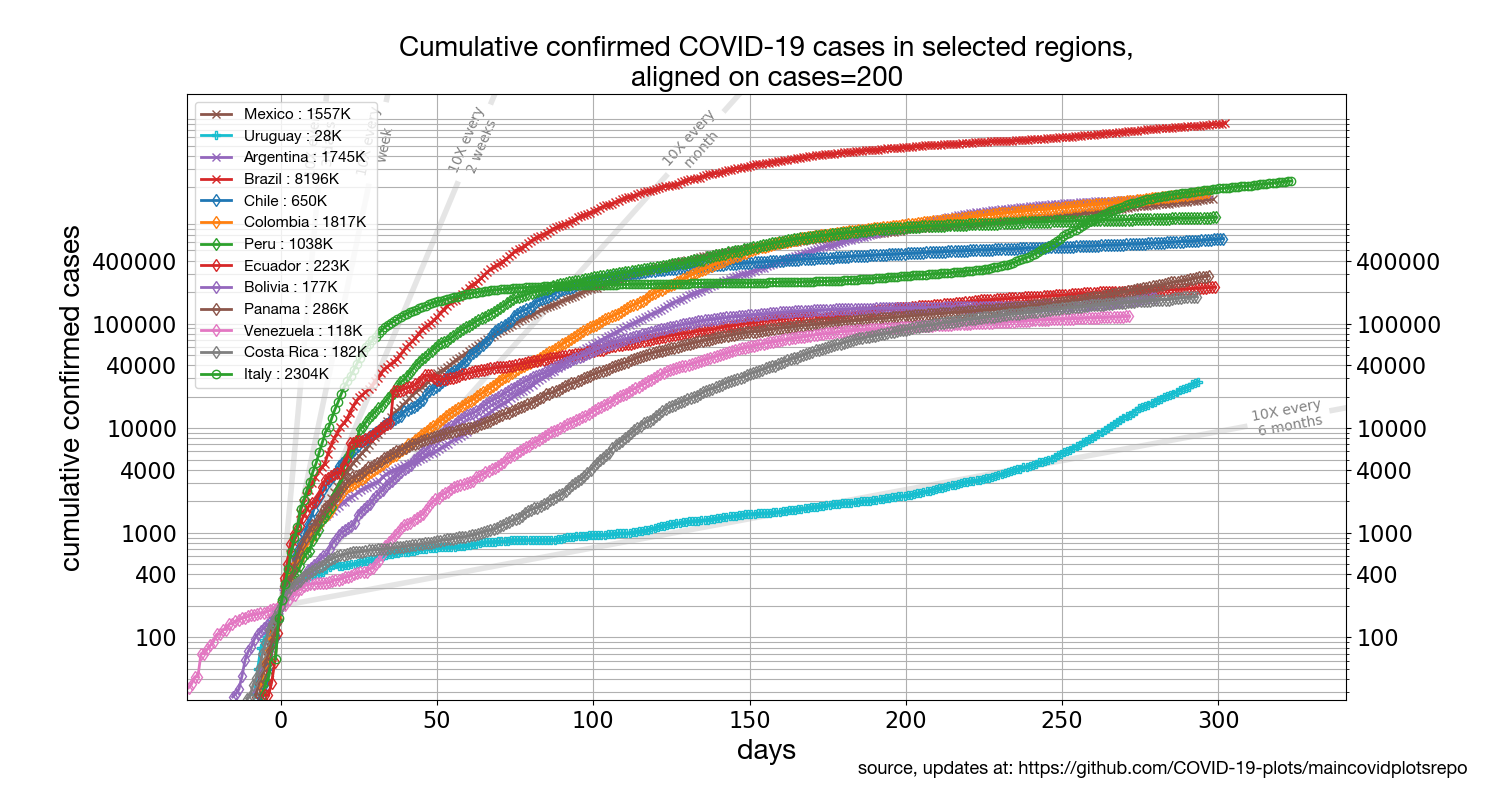 Cumulative confirmed COVID-19 cases in selected regions,
aligned on cases=200
Mexico : 1557K
Uruguay : 28K
Argentina : 1745K
Brazil : 8196K
Chile : 650K
Colombia : 1817K
Peru : 1038K
Ecuador : 223K
Bolivia : 177K
Panama : 286K
Venezuela : 118K
Costa Rica : 182K
Italy : 2304K
10X every
week
10X every
2 weeks
10X every
month
10X every
6 months
cumulative confirmed cases
400000
100000
40000
10000
4000
1000
400
100
400000
100000
40000
10000
4000
1000
400
100
0 50 100 150 200 250 300
days
source, updates at: https://github.com/COVID-19-plots/maincovidplotsrepo